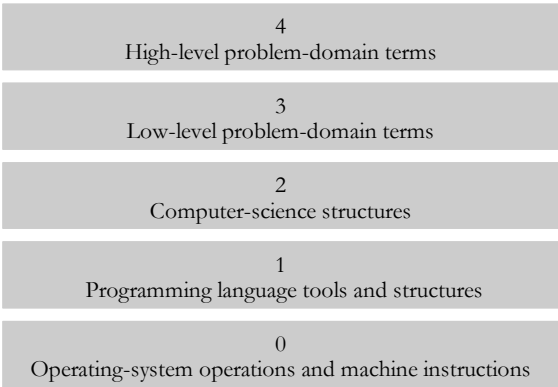 4
High-level problem-domain terms
3
Low-level problem-domain terms
2
Computer-science structures
1
Programming language tools and structures
0
Operating-system operations and machine instructions